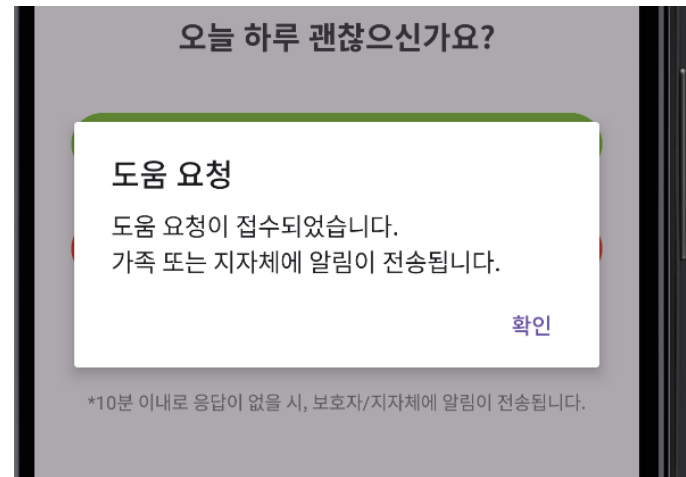 오늘 하루 괜찮으신가요?
도움 요청
도움 요청이 접수되었습니다.
가족 또는 지자체에 알림이 전송됩니다.
확인
*10분 이내로 응답이 없을 시, 보호자/지자체에 알림이 전송됩니다.